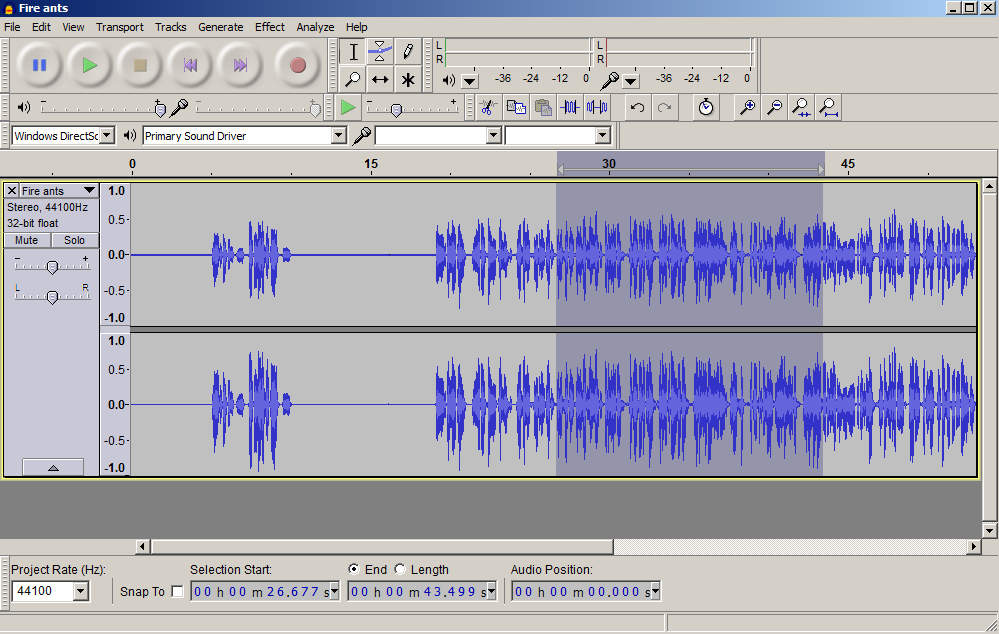 Fire ants
File Edit View Transport Tracks Generate Effect Analyze Help
L
R
-36 -24 -12 0
L
R
-36 -24 -12 0
- +
- +
- +
Windows DirectSc
Primary Sound Driver
0 15 30 45
Fire ants
Stereo, 44100Hz
32-bit float
Mute Solo
- +
L R
1.0
0.5-
0.0-
-0.5-
-1.0
1.0
0.5-
0.0-
-0.5-
-1.0
Project Rate (Hz):
44100
Snap To
Selection Start:
00 h 00 m 26.677 s
End Length
00 h 00 m 43.499 s
Audio Position:
00 h 00 m 00.000 s